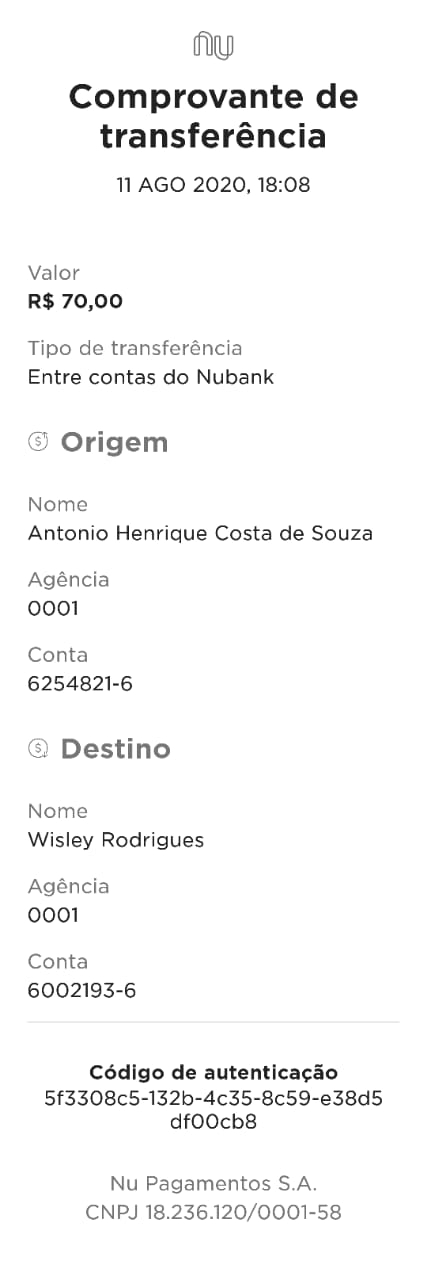 nu
Comprovante de
transferência
11 AGO 2020, 18:08
Valor
R$ 70,00
Tipo de transferência
Entre contas do Nubank
Origem
Nome
Antonio Henrique Costa de Souza
Agência
0001
Conta
6254821-6
Destino
Nome
Wisley Rodrigues
Agência
0001
Conta
6002193-6
Código de autenticação
5f3308c5-132b-4c35-8c59-e38d5
df00cb8
Nu Pagamentos S.A.
CNPJ 18.236.120/0001-58